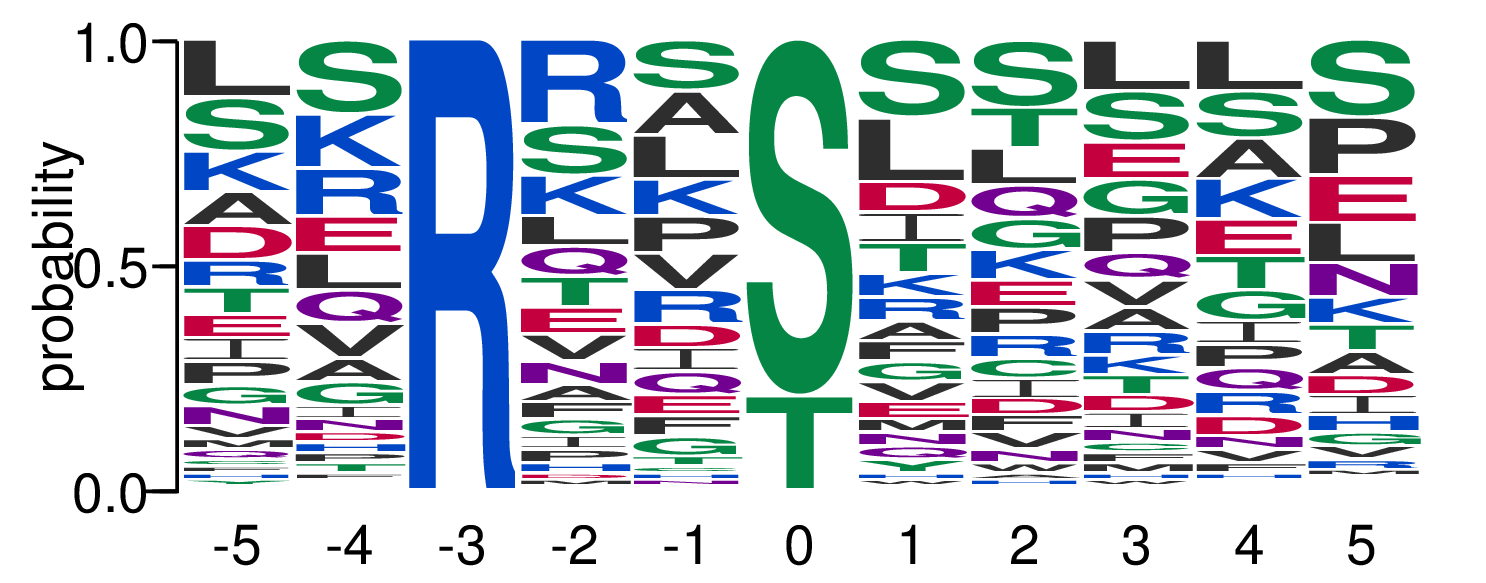 probability
1.0
0.5
0.0
L S K A D R T E I P G N V M Q
S K R E L Q V A G I N D H P T F
R
R S K L Q T E V N A F G I P H D M
S A L K P V R D I Q E F G T C N
S T
S L D I T K R A F G V E M N Q Y W
S T L Q G K E P R C I D F V N W H
L S E G P Q V A R K T D I N C F M W H
L S A K E T G I P Q R D N V F H
S P E L N K T A D I H G V R M
-5 -4 -3 -2 -1 0 1 2 3 4 5